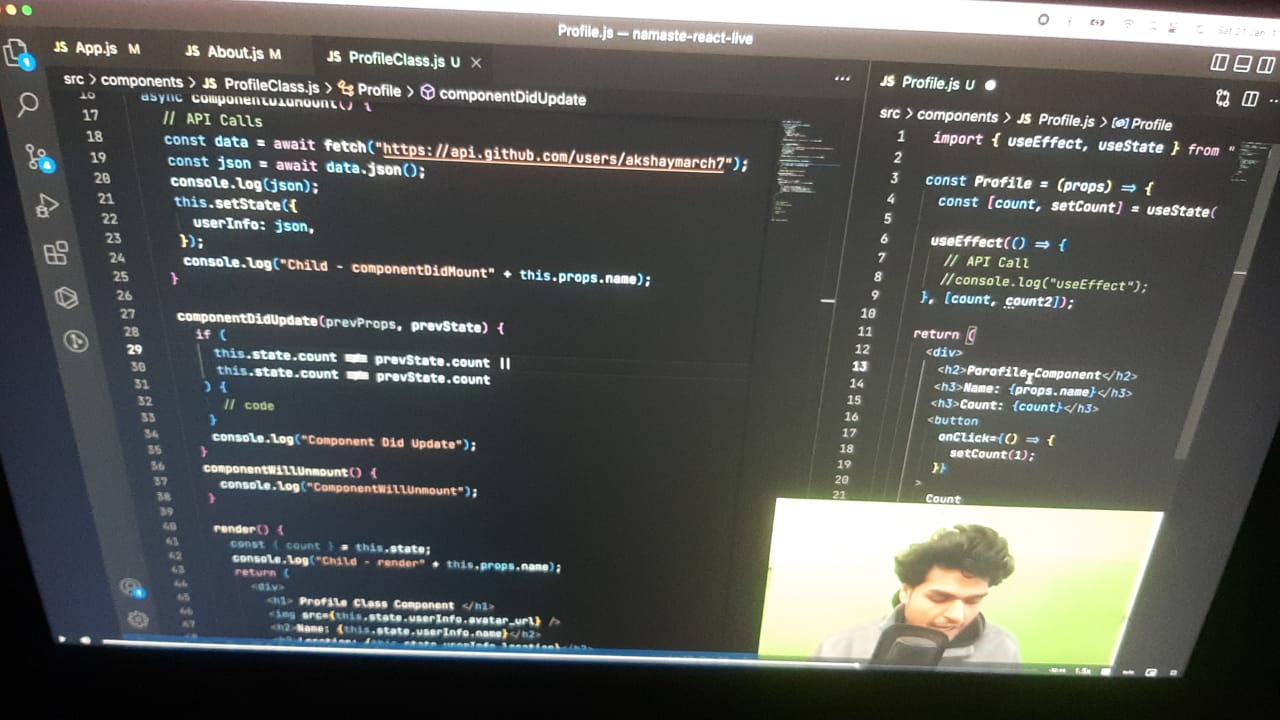 Profile.js — namaste-react-live
App.js M
About.js M
ProfileClass.js U
src > components > JS ProfileClass.js > Profile > componentDidUpdate
16 async componentDidMount() {
17 // API Calls
18 const data = await fetch("https://api.github.com/users/akshaymarch7");
19 const json = await data.json();
20 console.log(json);
21 this.setState({
22 userInfo: json,
23 });
24 console.log("Child - componentDidMount" + this.props.name);
25 }
26
27 componentDidUpdate(prevProps, prevState) {
28 if (
29 this.state.count !== prevState.count ||
30 this.state.count !== prevState.count
31 ) {
32 // code
33 }
34 console.log("Component Did Update");
35 }
36 componentWillUnmount() {
37 console.log("ComponentWillUnmount");
38 }
39
40 render() {
41 const { count } = this.state;
42 console.log("Child - render" + this.props.name);
43 return (
44 <div>
45 <h1> Profile Class Component </h1>
46 <img src={this.state.userInfo.avatar_url} />
47 <h2>Name: {this.state.userInfo.name}</h2>
JS Profile.js U
src > components > JS Profile.js > Profile
1 import { useEffect, useState } from "
2
3 const Profile = (props) => {
4 const [count, setCount] = useState(
5
6 useEffect(() => {
7 // API Call
8 //console.log("useEffect");
9 }, [count, count2]);
10
11 return (
12 <div>
13 <h2>Porofile Component</h2>
14 <h3>Name: {props.name}</h3>
15 <h3>Count: {count}</h3>
16 <button
17 onClick={() => {
18 setCount(1);
19 }}
20 >
21 Count